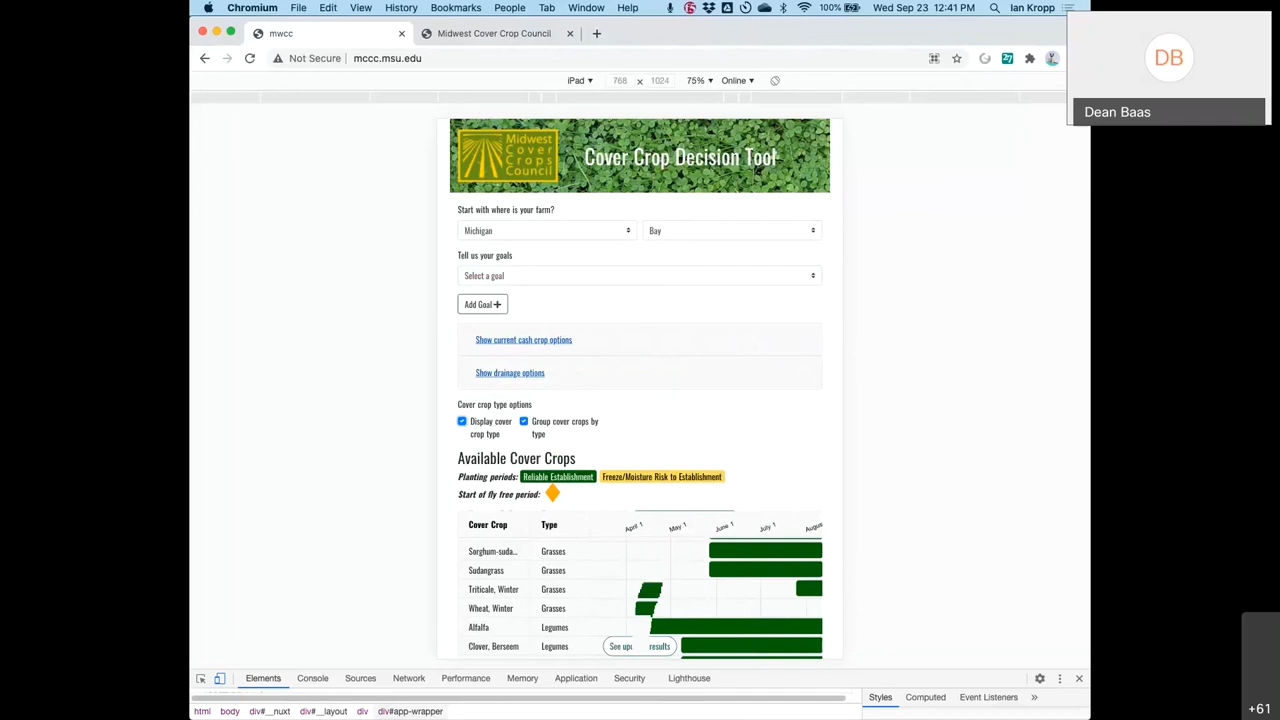 Chromium File Edit View History Bookmarks People Tab Window Help 100% Wed Sep 23 12:41 PM Ian Kropp
mwcc Midwest Cover Crop Council
Not Secure mccc.msu.edu
iPad 768 x 1024 75% Online
DB
Dean Baas
Midwest
Cover
Crops
Council
Cover Crop Decision Tool
Start with where is your farm?
Michigan Bay
Tell us your goals
Select a goal
Add Goal
Show current cash crop options
Show drainage options
Cover crop type options
Display cover crop type
Group cover crops by type
Available Cover Crops
Planting periods: Reliable Establishment Freeze/Moisture Risk to Establishment
Start of fly free period:
Cover Crop Type April 1 May 1 June 1 July 1 Augus
Sorghum-suda... Grasses
Sudangrass Grasses
Triticale, Winter Grasses
Wheat, Winter Grasses
Alfalfa Legumes
Clover, Berseem Legumes
See results
Elements Console Sources Network Performance Memory Application Security Lighthouse
Styles Computed Event Listeners »
html body div#__nuxt div#__layout div div#app-wrapper
+61